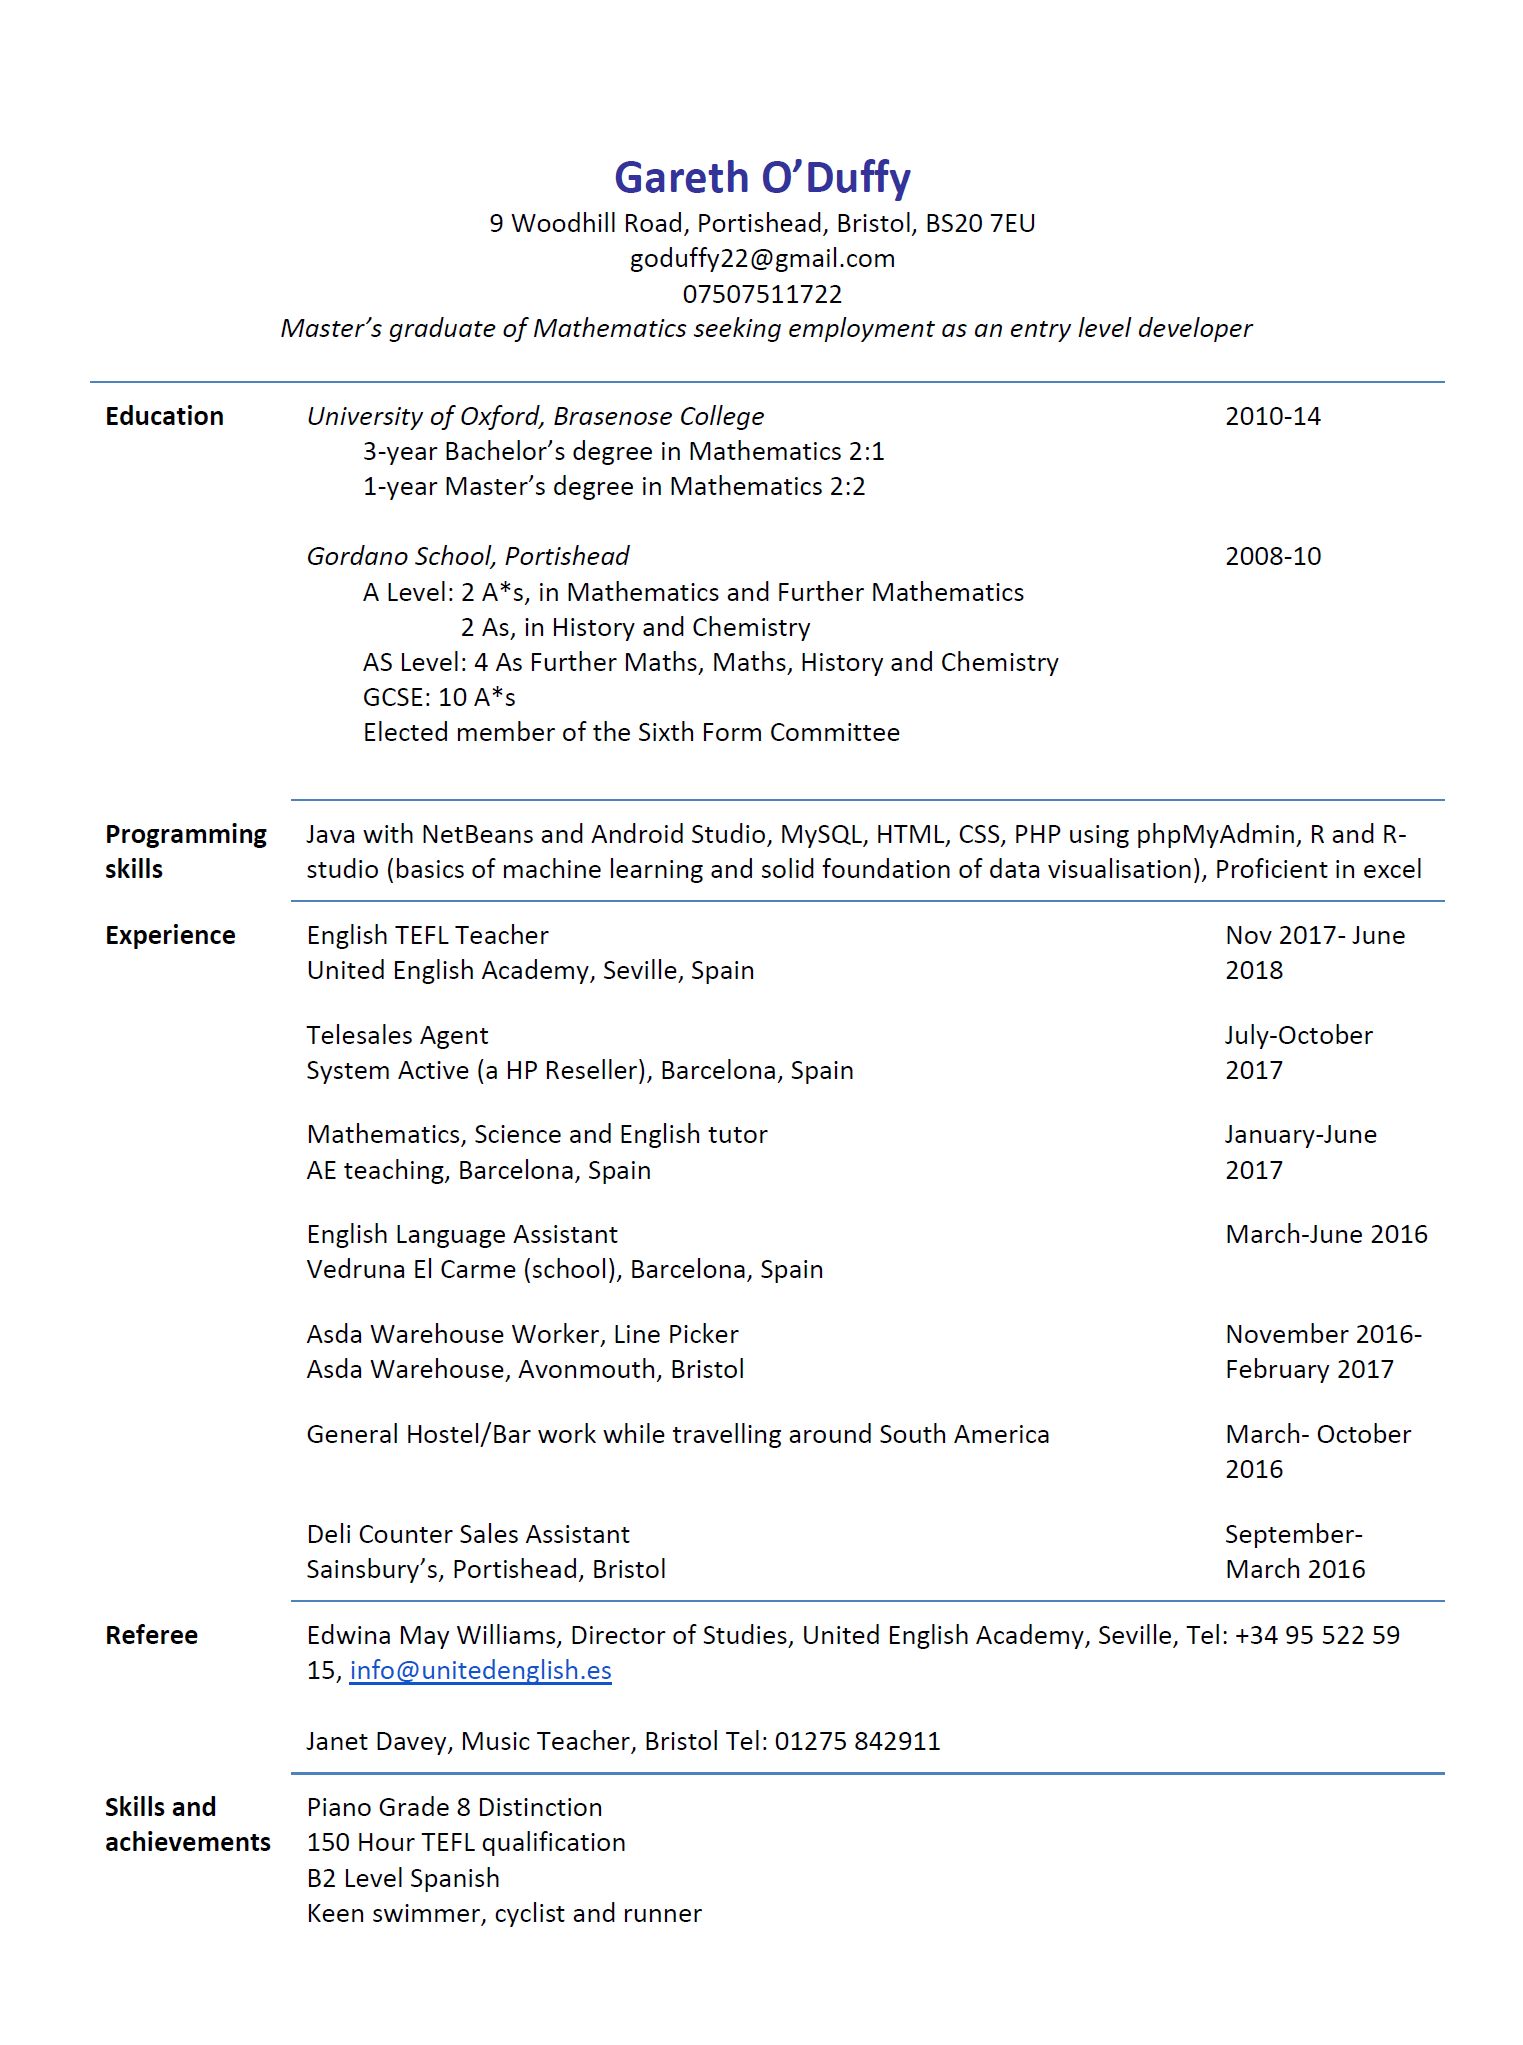 Gareth O’Duffy
9 Woodhill Road, Portishead, Bristol, BS20 7EU
goduffy22@gmail.com
07507511722
Master’s graduate of Mathematics seeking employment as an entry level developer
Education University of Oxford, Brasenose College 2010-14
3-year Bachelor’s degree in Mathematics 2:1
1-year Master’s degree in Mathematics 2:2
Gordano School, Portishead 2008-10
A Level: 2 A*s, in Mathematics and Further Mathematics
2 As, in History and Chemistry
AS Level: 4 As Further Maths, Maths, History and Chemistry
GCSE: 10 A*s
Elected member of the Sixth Form Committee
Programming Java with NetBeans and Android Studio, MySQL, HTML, CSS, PHP using phpMyAdmin, R and R-
skills studio (basics of machine learning and solid foundation of data visualisation), Proficient in excel
Experience English TEFL Teacher Nov 2017- June
United English Academy, Seville, Spain 2018
Telesales Agent July-October
System Active (a HP Reseller), Barcelona, Spain 2017
Mathematics, Science and English tutor January-June
AE teaching, Barcelona, Spain 2017
English Language Assistant March-June 2016
Vedruna El Carme (school), Barcelona, Spain
Asda Warehouse Worker, Line Picker November 2016-
Asda Warehouse, Avonmouth, Bristol February 2017
General Hostel/Bar work while travelling around South America March- October
2016
Deli Counter Sales Assistant September-
Sainsbury’s, Portishead, Bristol March 2016
Referee Edwina May Williams, Director of Studies, United English Academy, Seville, Tel: +34 95 522 59
15, info@unitedenglish.es
Janet Davey, Music Teacher, Bristol Tel: 01275 842911
Skills and Piano Grade 8 Distinction
achievements 150 Hour TEFL qualification
B2 Level Spanish
Keen swimmer, cyclist and runner